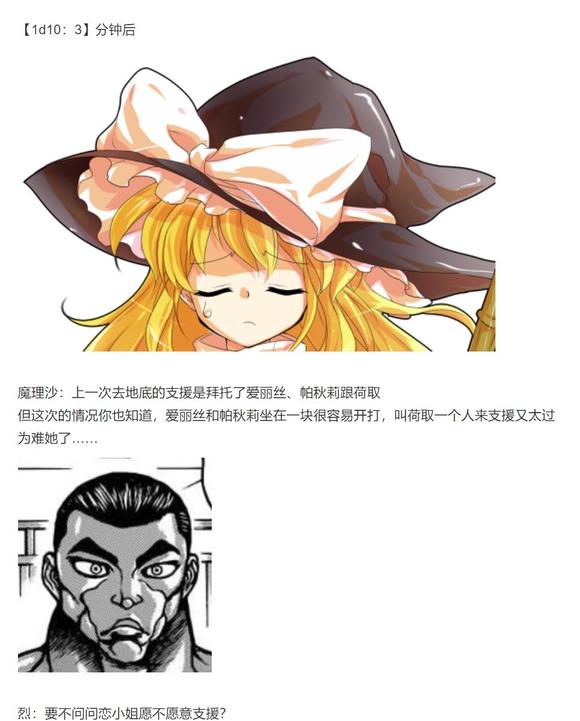 【1d10：3】分钟后
魔理沙：上一次去地底的支援是拜托了爱丽丝、帕秋莉跟荷取
但这次的情况你也知道，爱丽丝和帕秋莉坐在一块很容易开打，叫荷取一个人来支援又太过
为难她了……
烈：要不问问恋小姐愿不愿意支援？